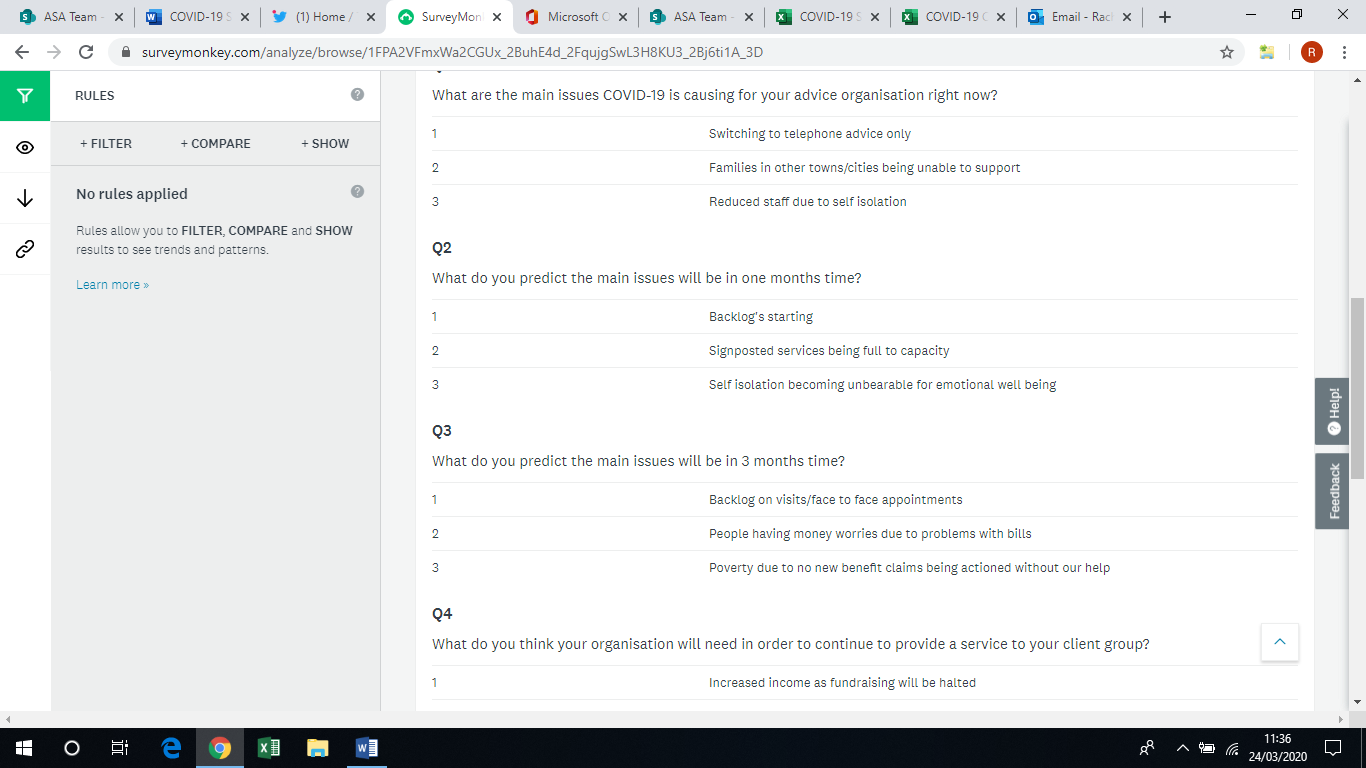 ASA Team -
COVID-19 S
(1) Home /
SurveyMon
Microsoft O
ASA Team -
COVID-19 S
COVID-19 C
Email - Rac
surveymonkey.com/analyze/browse/1FPA2VFmxWa2CGUx_2BuhE4d_2FqujgSwL3H8KU3_2Bj6ti1A_3D
R
RULES
+ FILTER + COMPARE + SHOW
No rules applied
Rules allow you to FILTER, COMPARE and SHOW
results to see trends and patterns.
Learn more »
What are the main issues COVID-19 is causing for your advice organisation right now?
1 Switching to telephone advice only
2 Families in other towns/cities being unable to support
3 Reduced staff due to self isolation
Q2
What do you predict the main issues will be in one months time?
1 Backlog's starting
2 Signposted services being full to capacity
3 Self isolation becoming unbearable for emotional well being
Q3
What do you predict the main issues will be in 3 months time?
1 Backlog on visits/face to face appointments
2 People having money worries due to problems with bills
3 Poverty due to no new benefit claims being actioned without our help
Q4
What do you think your organisation will need in order to continue to provide a service to your client group?
1 Increased income as fundraising will be halted
Help!
Feedback
11:36
24/03/2020